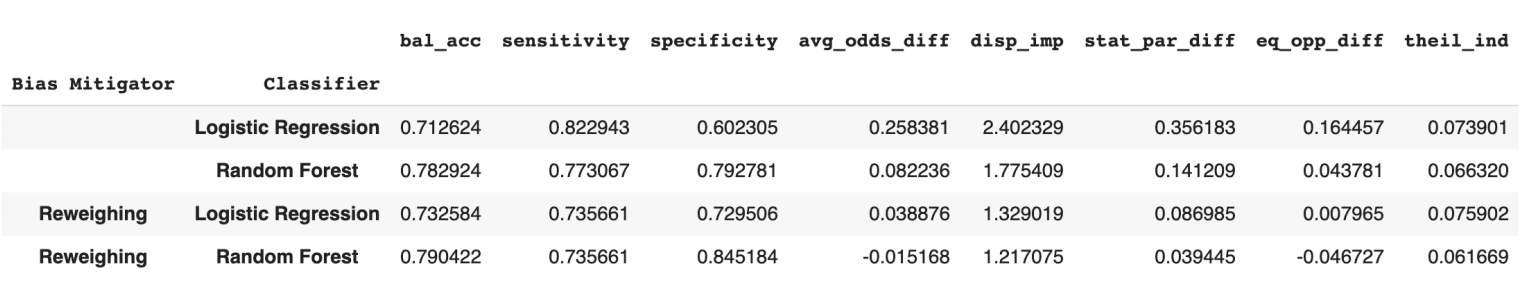 bal_acc sensitivity specificity avg_odds_diff disp_imp stat_par_diff eq_opp_diff theil_ind
Bias Mitigator Classifier
Logistic Regression 0.712624 0.822943 0.602305 0.258381 2.402329 0.356183 0.164457 0.073901
Random Forest 0.782924 0.773067 0.792781 0.082236 1.775409 0.141209 0.043781 0.066320
Reweighing Logistic Regression 0.732584 0.735661 0.729506 0.038876 1.329019 0.086985 0.007965 0.075902
Reweighing Random Forest 0.790422 0.735661 0.845184 -0.015168 1.217075 0.039445 -0.046727 0.061669